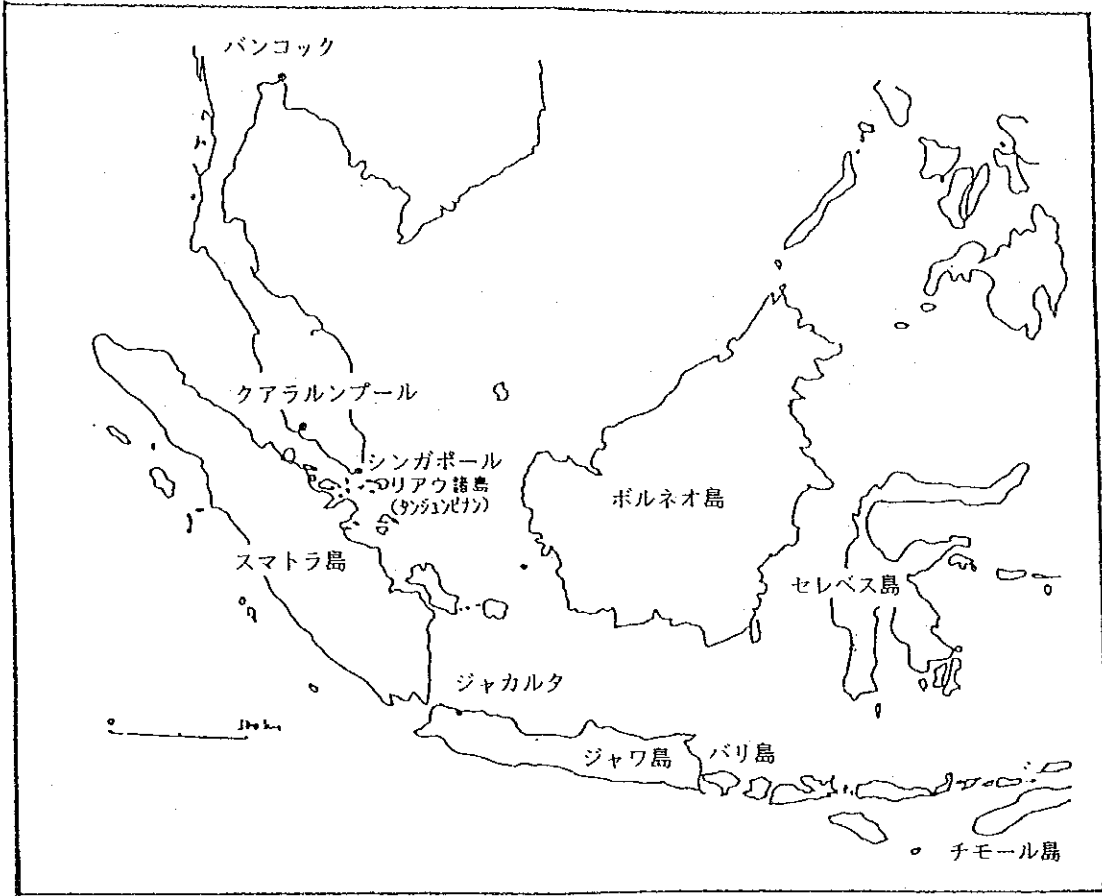 バンコック
クアラルンプール
シンガポール
リアウ諸島
(タンジュンピナン)
ボルネオ島
スマトラ島
セレベス島
ジャカルタ
0
500km
ジャワ島
バリ島
チモール島